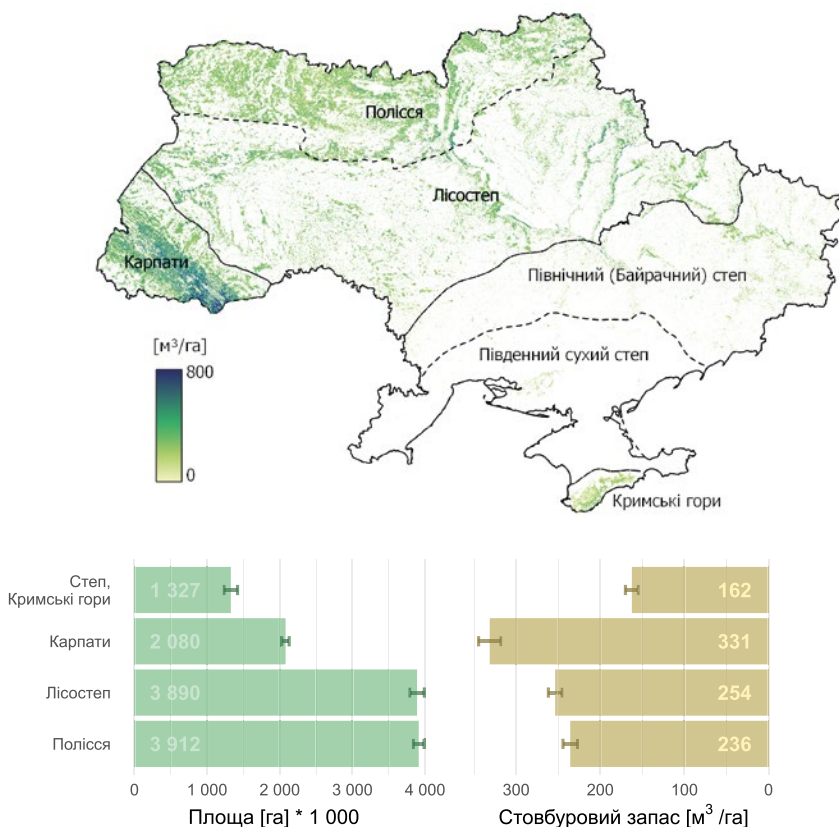 Полісся
Лісостеп
Карпати
Північний (Байрачний) степ
[м³/га]
800
0
Південний сухий степ
Кримські гори
Степ,
Кримські гори
1 327
162
Карпати
2 080
331
Лісостеп
3 890
254
Полісся
3 912
236
0 1 000 2 000 3 000 4 000
300 200 100 0
Площа [га] * 1 000
Стовбуровий запас [м³ /га]